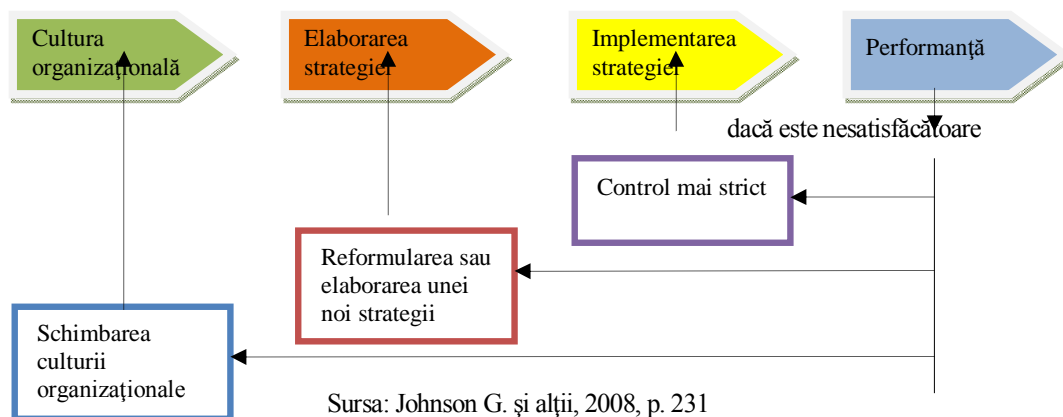 Cultura
organizaţională
Elaborarea
strategiei
Implementarea
strategiei
Performanţă
dacă este nesatisfăcătoare
Control mai strict
Reformularea sau
elaborarea unei
noi strategii
Schimbarea
culturii
organizaţionale
Sursa: Johnson G. şi alţii, 2008, p. 231